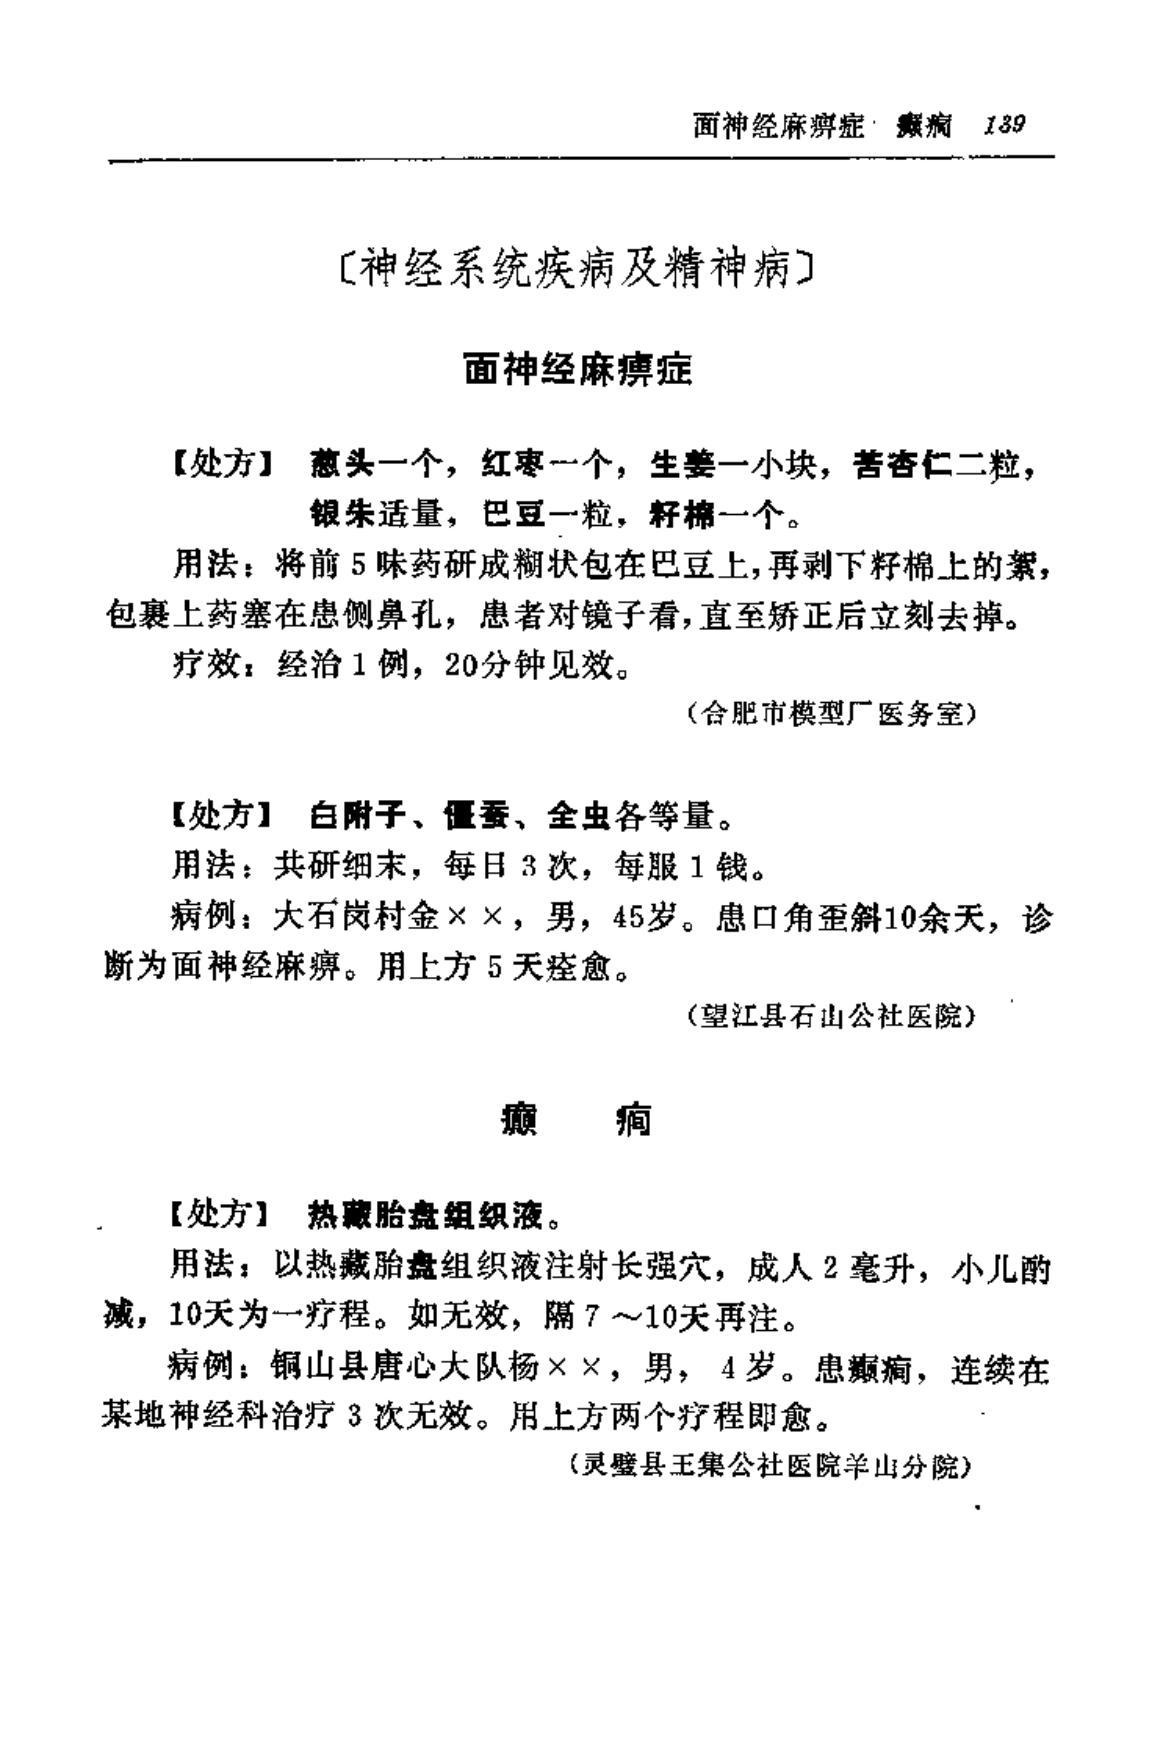 面神经麻痹症 癫痫 139
〔神经系统疾病及精神病〕
面神经麻痹症
【处方】 葱头一个，红枣一个，生姜一小块，苦杏仁二粒，
银朱适量，巴豆一粒，籽棉一个。
用法：将前5味药研成糊状包在巴豆上，再剥下籽棉上的絮，
包裹上药塞在患侧鼻孔，患者对镜子看，直至矫正后立刻去掉。
疗效：经治1例，20分钟见效。
（合肥市模型厂医务室）
【处方】 白附子、僵蚕、全虫各等量。
用法：共研细末，每日3次，每服1钱。
病例：大石岗村金××，男，45岁。患口角歪斜10余天，诊
断为面神经麻痹。用上方5天痊愈。
（望江县石山公社医院）
癫 痫
【处方】 热藏胎盘组织液。
用法：以热藏胎盘组织液注射长强穴，成人2毫升，小儿酌
减，10天为一疗程。如无效，隔7～10天再注。
病例：铜山县唐心大队杨××，男，4岁。患癫痫，连续在
某地神经科治疗3次无效。用上方两个疗程即愈。
（灵璧县王集公社医院羊山分院）